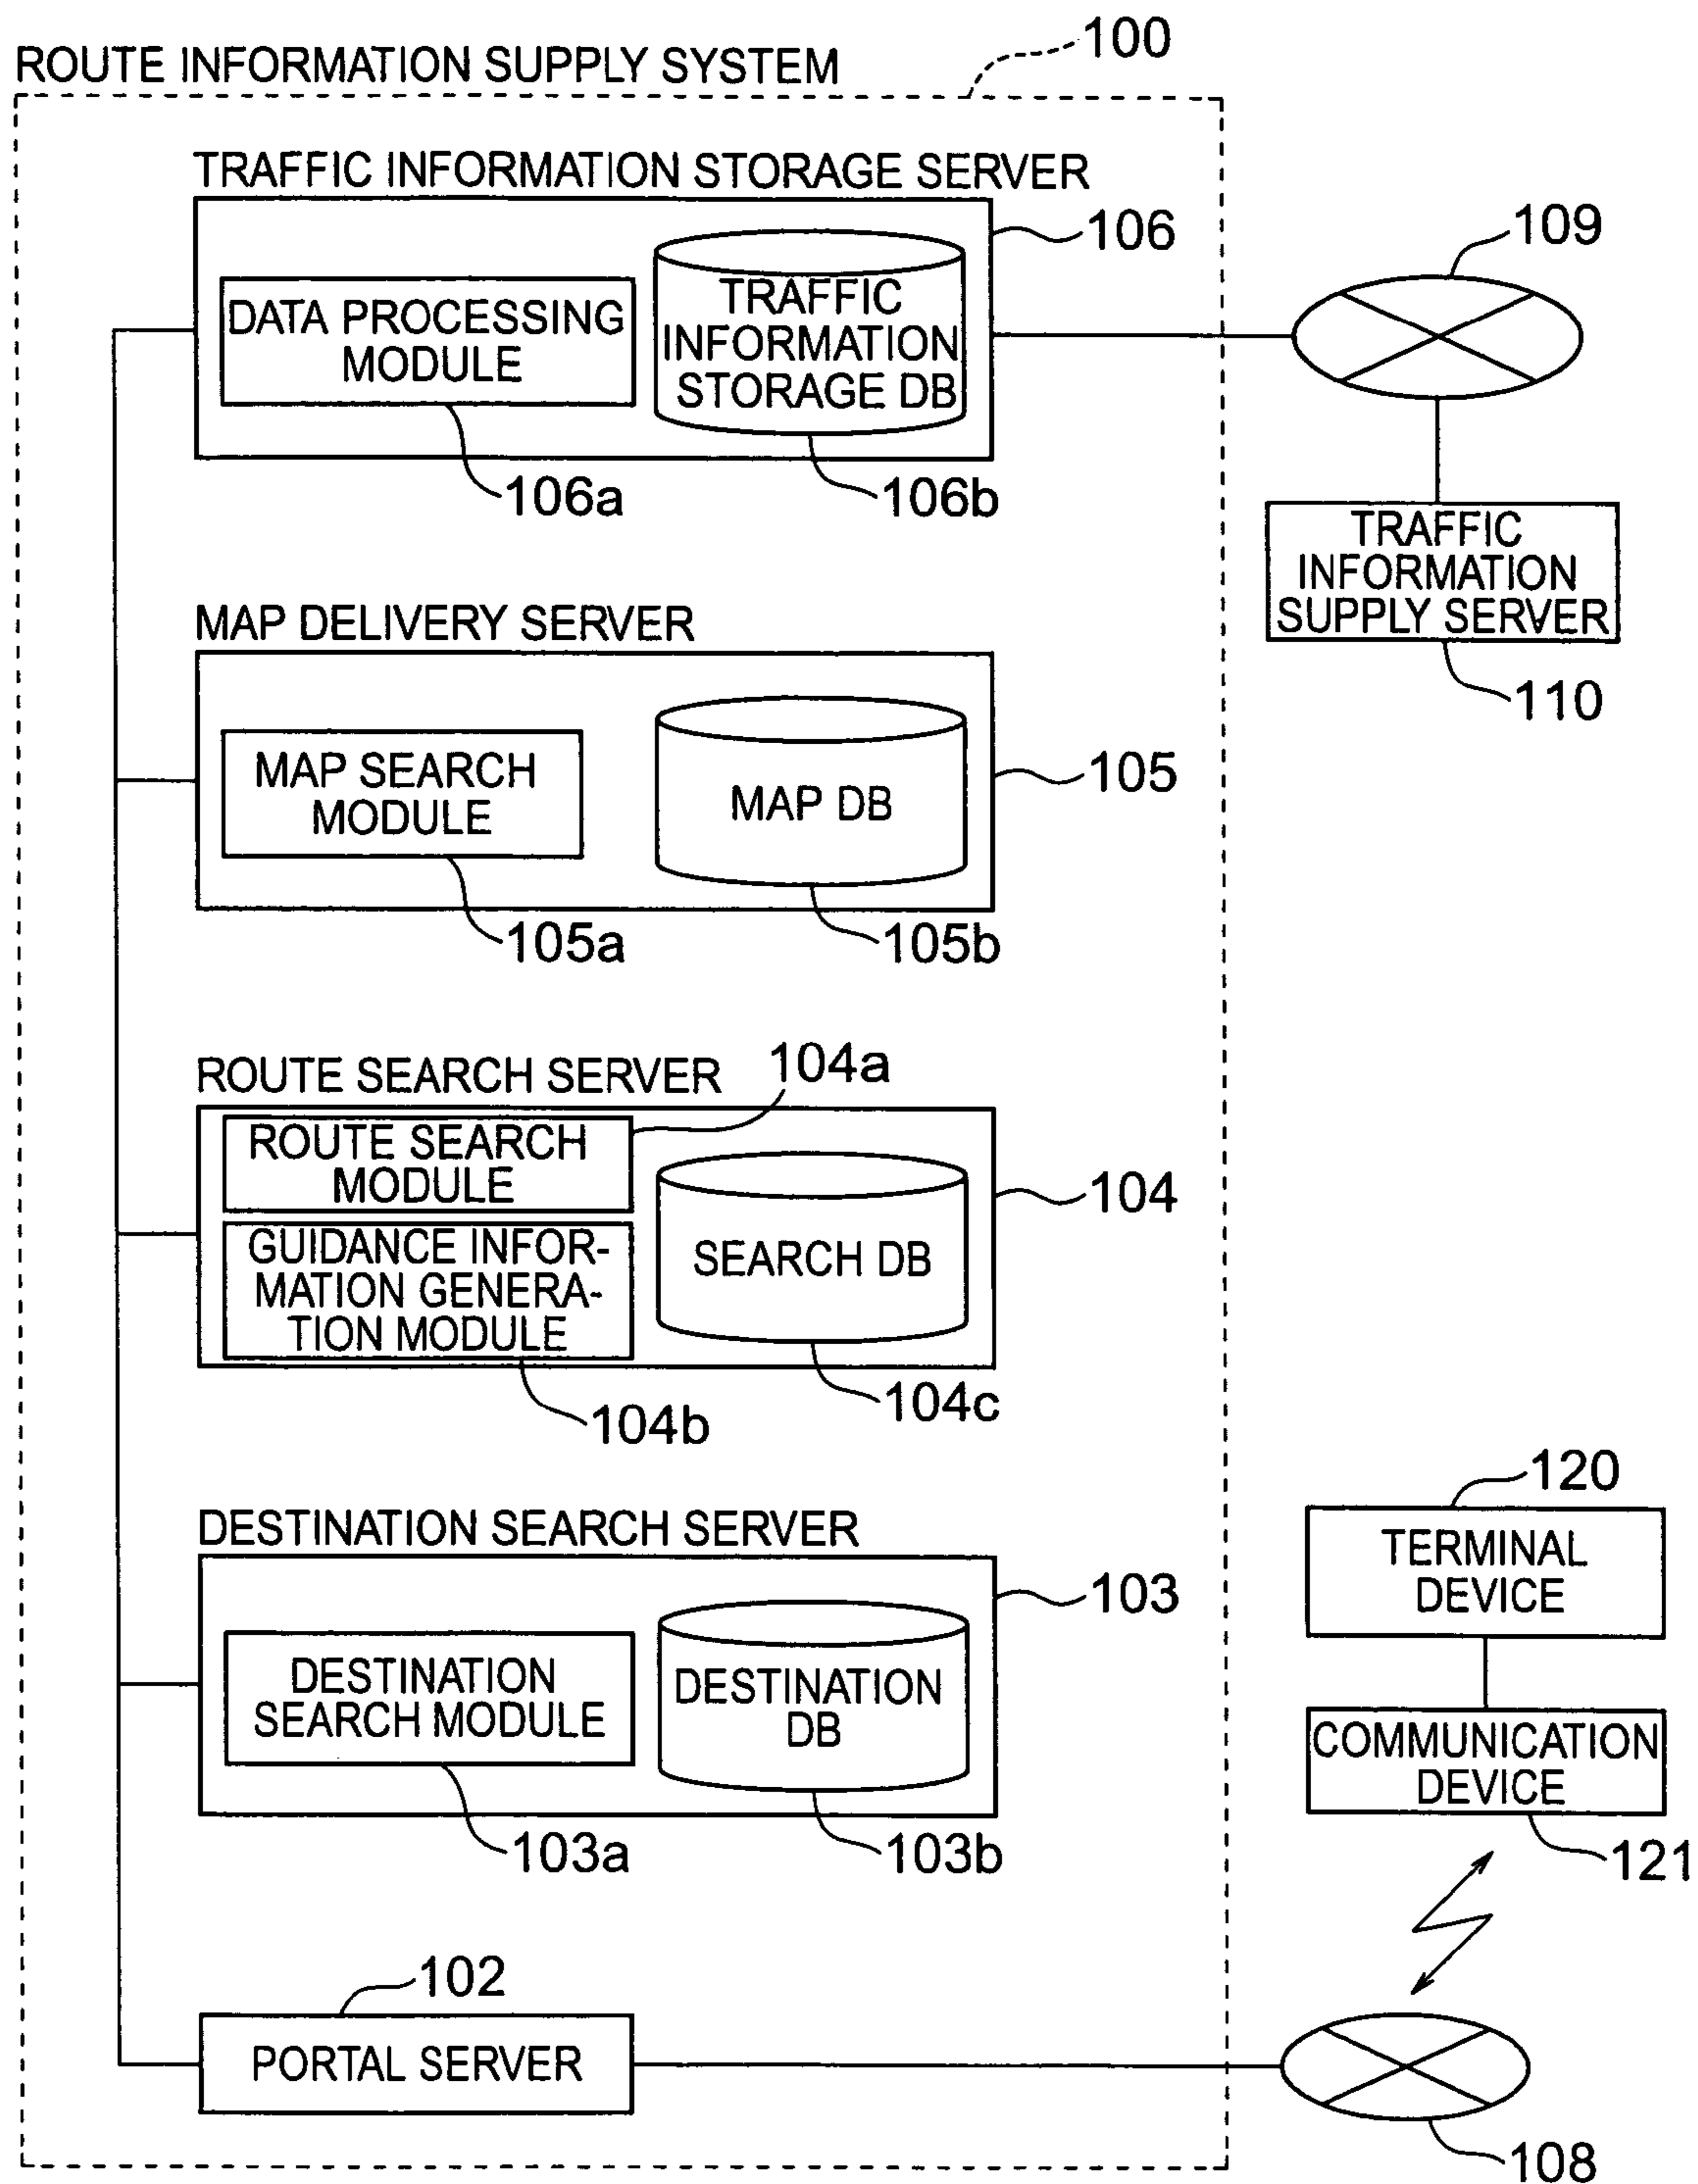 100
ROUTE INFORMATION SUPPLY SYSTEM
TRAFFIC INFORMATION STORAGE SERVER
106
DATA PROCESSING
MODULE
TRAFFIC
INFORMATION
STORAGE DB
106a
106b
109
TRAFFIC
INFORMATION
SUPPLY SERVER
110
MAP DELIVERY SERVER
MAP SEARCH
MODULE
MAP DB
105
105a
105b
ROUTE SEARCH SERVER
104a
ROUTE SEARCH
MODULE
GUIDANCE INFOR-
MATION GENERA-
TION MODULE
SEARCH DB
104
104b
104c
DESTINATION SEARCH SERVER
103
DESTINATION
SEARCH MODULE
DESTINATION
DB
103a
103b
120
TERMINAL
DEVICE
COMMUNICATION
DEVICE
121
102
PORTAL SERVER
108